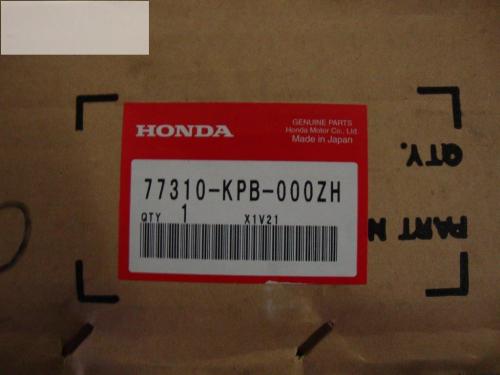 HONDA
GENUINE PARTS
Honda Motor Co., Ltd.
Made in Japan
77310-KPB-000ZH
QTY 1 X1V21
QTY.
PART N